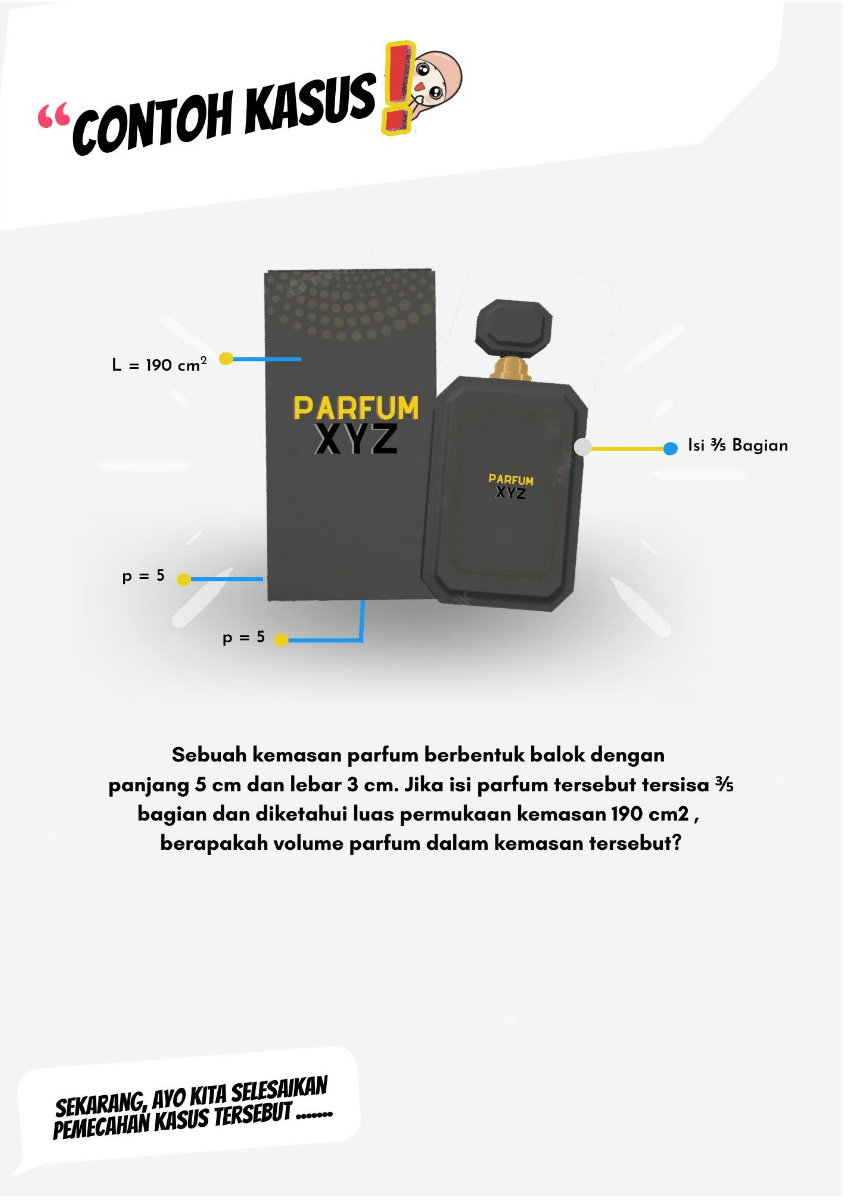 “CONTOH KASUS!
L = 190 cm²
PARFUM
XYZ
Isi ⅗ Bagian
PARFUM
XYZ
p = 5
p = 5
Sebuah kemasan parfum berbentuk balok dengan
panjang 5 cm dan lebar 3 cm. Jika isi parfum tersebut tersisa ⅗
bagian dan diketahui luas permukaan kemasan 190 cm2 ,
berapakah volume parfum dalam kemasan tersebut?
SEKARANG, AYO KITA SELESAIKAN
PEMECAHAN KASUS TERSEBUT .......